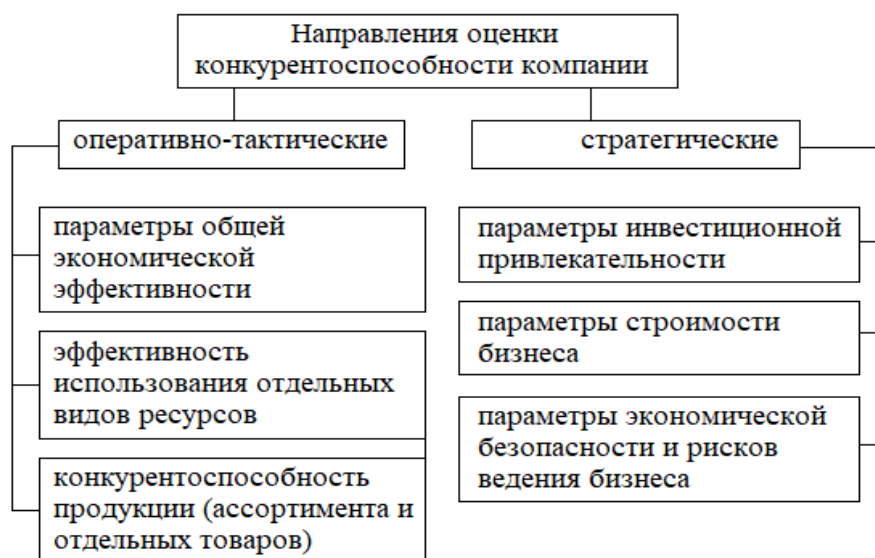 Направления оценки
конкурентоспособности компании
оперативно-тактические
стратегические
параметры общей
экономической
эффективности
эффективность
использования отдельных
видов ресурсов
конкурентоспособность
продукции (ассортимента и
отдельных товаров)
параметры инвестиционной
привлекательности
параметры строимости
бизнеса
параметры экономической
безопасности и рисков
ведения бизнеса